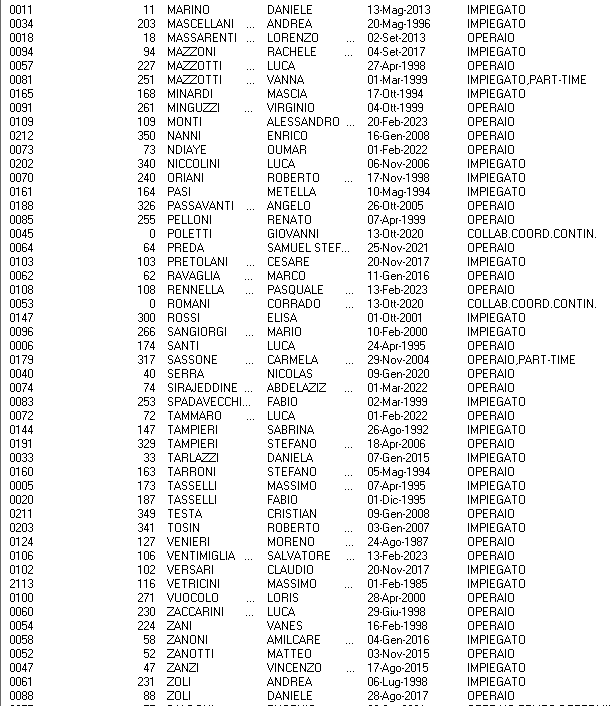 0011 11 MARINO DANIELE 13-Mag-2013 IMPIEGATO
0034 203 MASCELLANI ... ANDREA 20-Mag-1996 IMPIEGATO
0018 18 MASSARENTI ... LORENZO ... 02-Set-2013 OPERAIO
0094 94 MAZZONI RACHELE ... 04-Set-2017 IMPIEGATO
0057 227 MAZZOTTI ... LUCA 27-Apr-1998 OPERAIO
0081 251 MAZZOTTI ... VANNA 01-Mar-1999 IMPIEGATO,PART-TIME
0165 168 MINARDI MASCIA 17-Ott-1994 IMPIEGATO
0091 261 MINGUZZI ... VIRGINIO 04-Ott-1999 OPERAIO
0109 109 MONTI ALESSANDRO ... 20-Feb-2023 OPERAIO
0212 350 NANNI ENRICO 16-Gen-2008 OPERAIO
0073 73 NDIAYE OUMAR 01-Feb-2022 OPERAIO
0202 340 NICCOLINI LUCA 06-Nov-2006 IMPIEGATO
0070 240 ORIANI ROBERTO ... 17-Nov-1998 IMPIEGATO
0161 164 PASI METELLA 10-Mag-1994 IMPIEGATO
0188 326 PASSAVANTI ... ANGELO 26-Ott-2005 OPERAIO
0085 255 PELLONI RENATO 07-Apr-1999 OPERAIO
0045 0 POLETTI GIOVANNI 13-Ott-2020 COLLAB.COORD.CONTIN.
0064 64 PREDA SAMUEL STEF... 25-Nov-2021 OPERAIO
0103 103 PRETOLANI ... CESARE 20-Nov-2017 IMPIEGATO
0062 62 RAVAGLIA ... MARCO 11-Gen-2016 OPERAIO
0108 108 RENNELLA ... PASQUALE ... 13-Feb-2023 OPERAIO
0053 0 ROMANI CORRADO ... 13-Ott-2020 COLLAB.COORD.CONTIN.
0147 300 ROSSI ELISA 01-Ott-2001 IMPIEGATO
0096 266 SANGIORGI ... MARIO 10-Feb-2000 IMPIEGATO
0006 174 SANTI LUCA 24-Apr-1995 OPERAIO
0179 317 SASSONE ... CARMELA ... 29-Nov-2004 OPERAIO,PART-TIME
0040 40 SERRA NICOLAS 09-Gen-2020 OPERAIO
0074 74 SIRAJEDDINE ... ABDELAZIZ ... 01-Mar-2022 OPERAIO
0083 253 SPADAVECCHI... FABIO 02-Mar-1999 IMPIEGATO
0072 72 TAMMARO ... LUCA 01-Feb-2022 OPERAIO
0144 147 TAMPIERI SABRINA 26-Ago-1992 IMPIEGATO
0191 329 TAMPIERI STEFANO ... 18-Apr-2006 OPERAIO
0033 33 TARLAZZI DANIELA 07-Gen-2015 IMPIEGATO
0160 163 TARRONI STEFANO ... 05-Mag-1994 OPERAIO
0005 173 TASSELLI MASSIMO ... 07-Apr-1995 OPERAIO
0020 187 TASSELLI FABIO 01-Dic-1995 IMPIEGATO
0211 349 TESTA CRISTIAN 09-Gen-2008 OPERAIO
0203 341 TOSIN ROBERTO ... 03-Gen-2007 IMPIEGATO
0124 127 VENIERI MORENO ... 24-Ago-1987 OPERAIO
0106 106 VENTIMIGLIA ... SALVATORE ... 13-Feb-2023 OPERAIO
0102 102 VERSARI CLAUDIO 20-Nov-2017 IMPIEGATO
2113 116 VETRICINI MASSIMO ... 01-Feb-1985 IMPIEGATO
0100 271 VUOCOLO ... LORIS 28-Apr-2000 OPERAIO
0060 230 ZACCARINI ... LUCA 29-Giu-1998 OPERAIO
0054 224 ZANI VANES 16-Feb-1998 OPERAIO
0058 58 ZANONI AMILCARE ... 04-Gen-2016 IMPIEGATO
0052 52 ZANOTTI MATTEO 03-Nov-2015 OPERAIO
0047 47 ZANZI VINCENZO ... 17-Ago-2015 IMPIEGATO
0061 231 ZOLI ANDREA 06-Lug-1998 IMPIEGATO
0088 88 ZOLI DANIELE 28-Ago-2017 OPERAIO